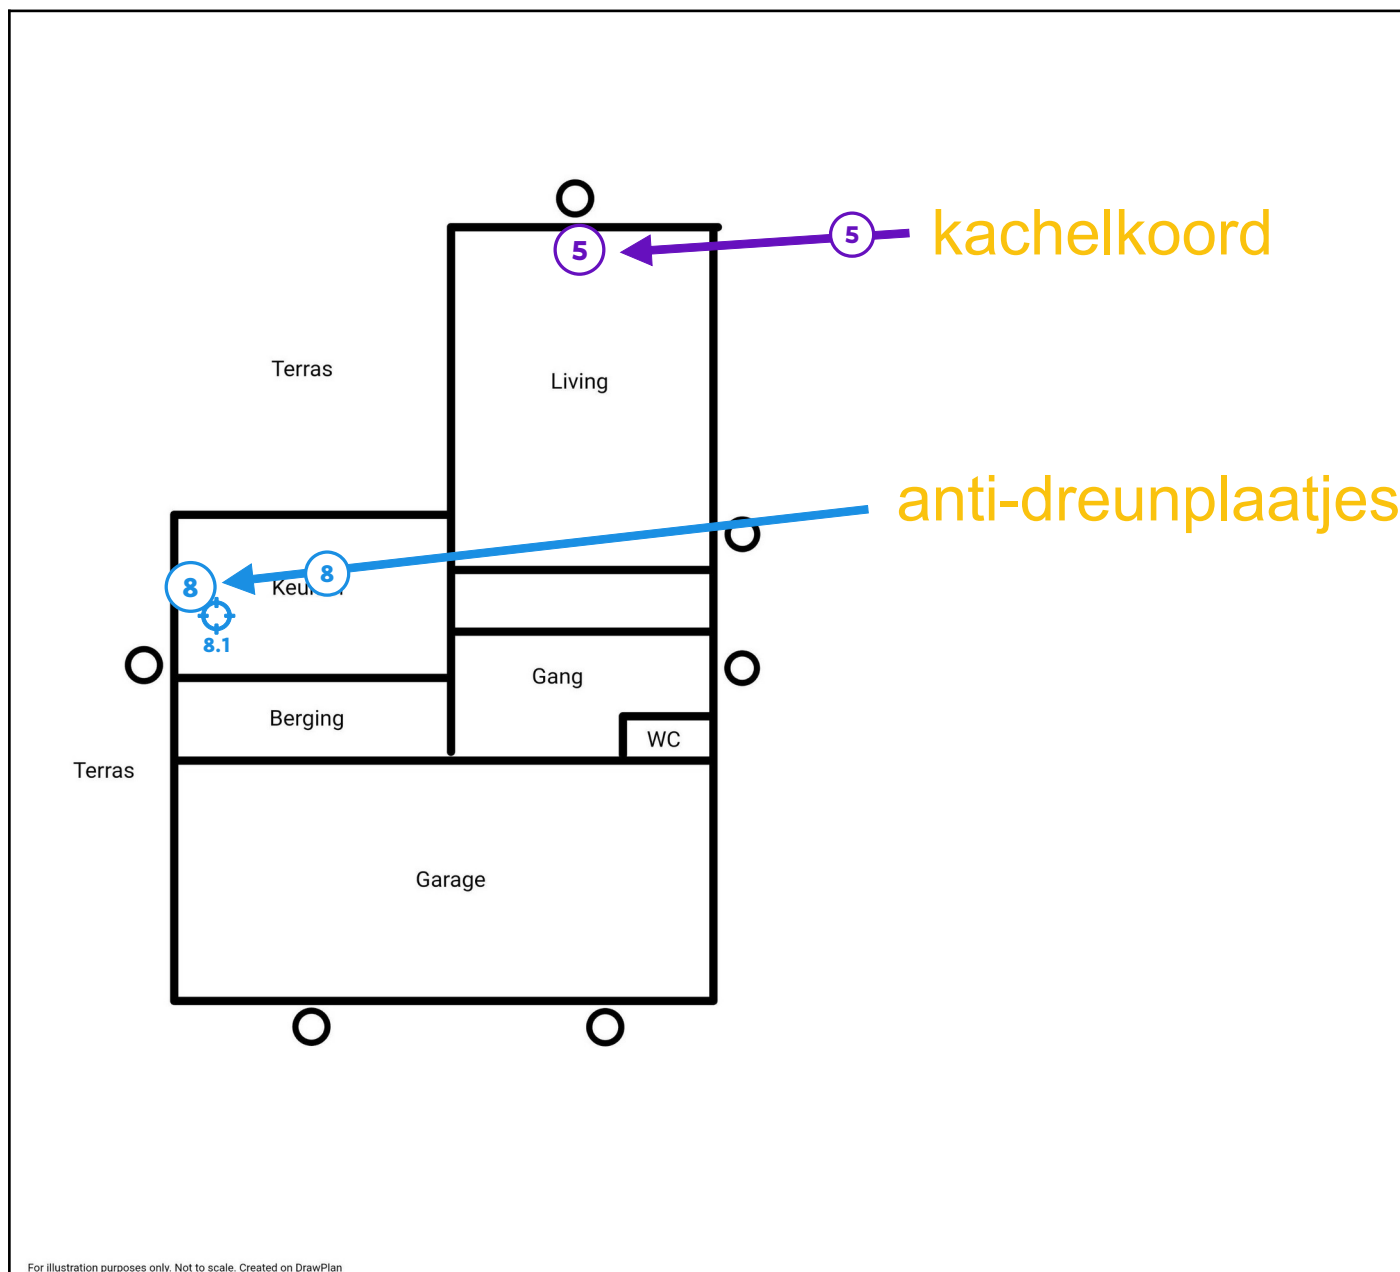 5
5
kachelkoord
Terras
Living
anti-dreunplaatjes
8
8
8.1
Gang
Berging
WC
Terras
Garage
For illustration purposes only. Not to scale. Created on DrawPlan